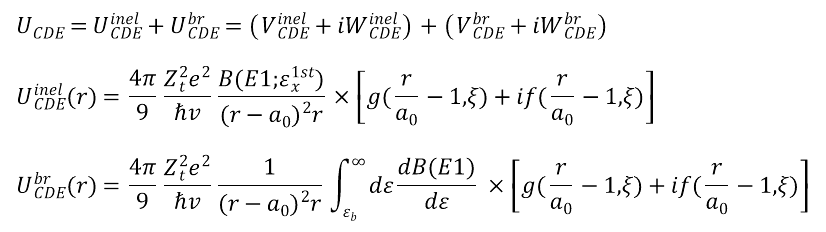 $U_{CDE} = U_{CDE}^{inel} + U_{CDE}^{br} = (V_{CDE}^{inel} + iW_{CDE}^{inel}) + (V_{CDE}^{br} + iW_{CDE}^{br})$
$U_{CDE}^{inel}(r) = \frac{4\pi}{9} \frac{Z_t^2 e^2}{\hbar v} \frac{B(E1; \varepsilon_x^{1st})}{(r - a_0)^2 r} \times \left[ g(\frac{r}{a_0} - 1, \xi) + if(\frac{r}{a_0} - 1, \xi) \right]$
$U_{CDE}^{br}(r) = \frac{4\pi}{9} \frac{Z_t^2 e^2}{\hbar v} \frac{1}{(r - a_0)^2 r} \int_{\varepsilon_b}^{\infty} d\varepsilon \frac{dB(E1)}{d\varepsilon} \times \left[ g(\frac{r}{a_0} - 1, \xi) + if(\frac{r}{a_0} - 1, \xi) \right]$